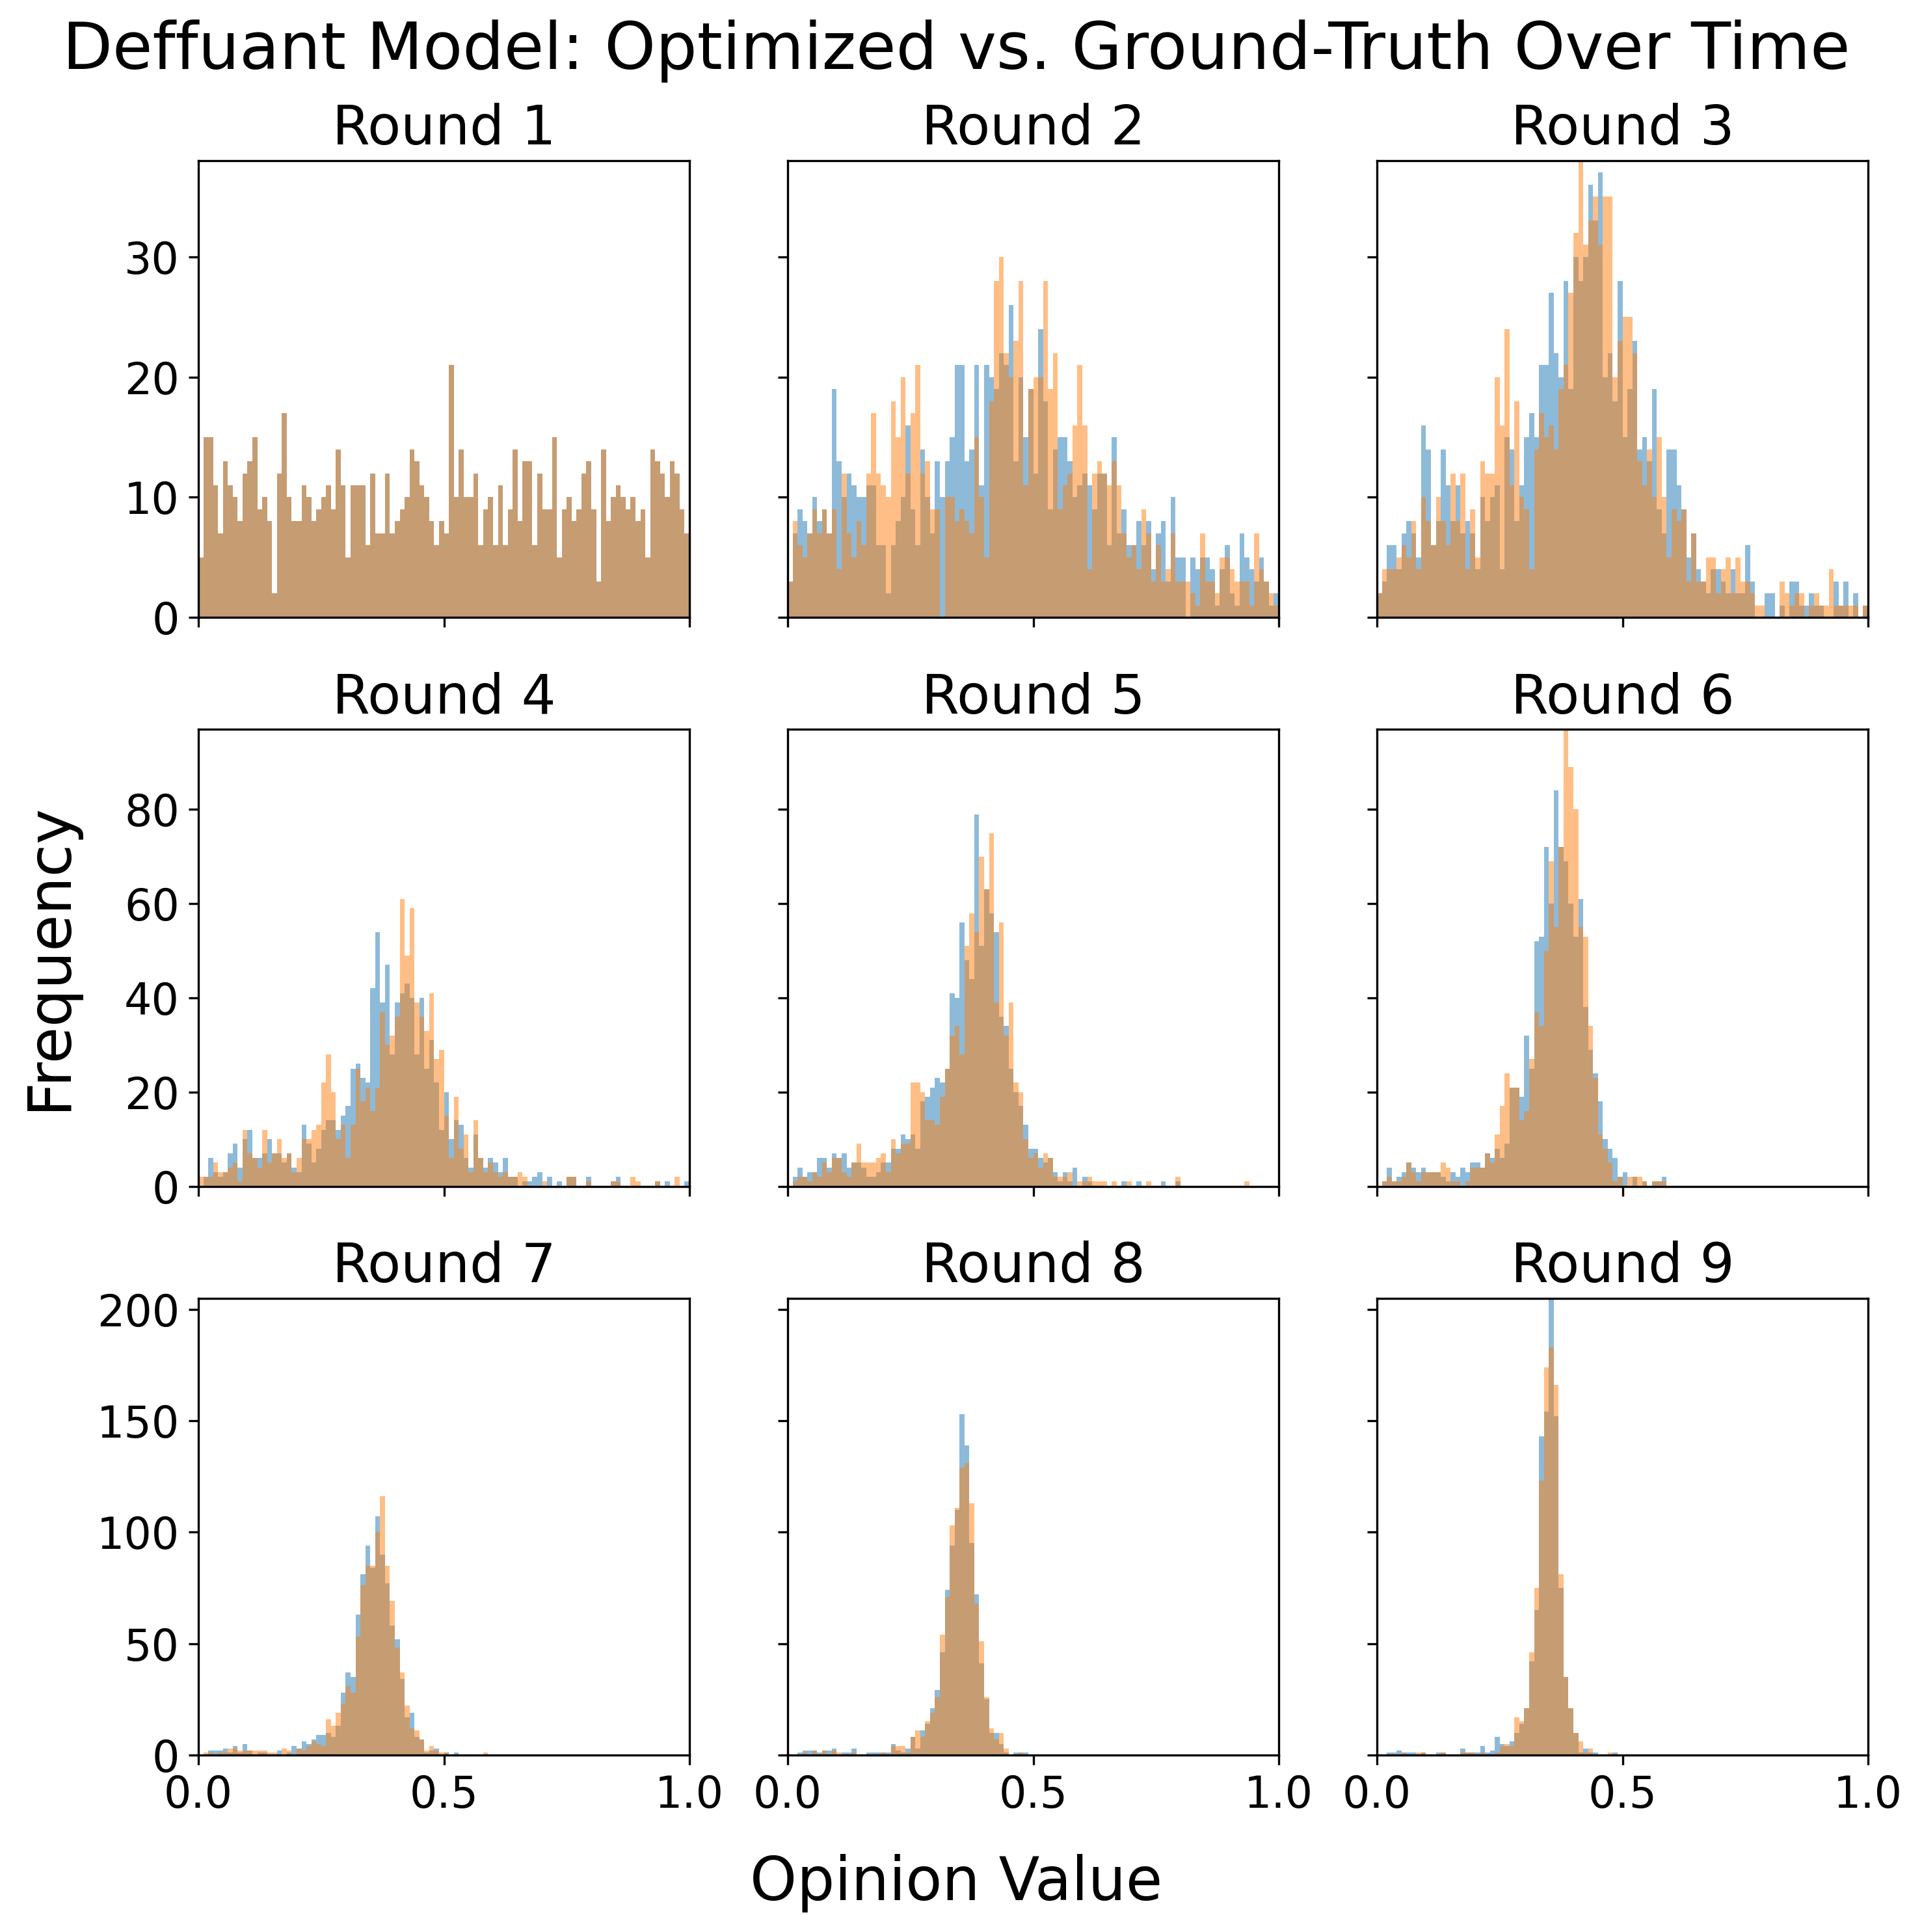 Deffuant Model: Optimized vs. Ground-Truth Over Time
Round 1
Round 2
Round 3
30
20
10
0
Round 4
Round 5
Round 6
80
60
40
20
0
Frequency
Round 7
Round 8
Round 9
200
150
100
50
0
0.0 0.5 1.0 0.0 0.5 1.0 0.0 0.5 1.0
Opinion Value